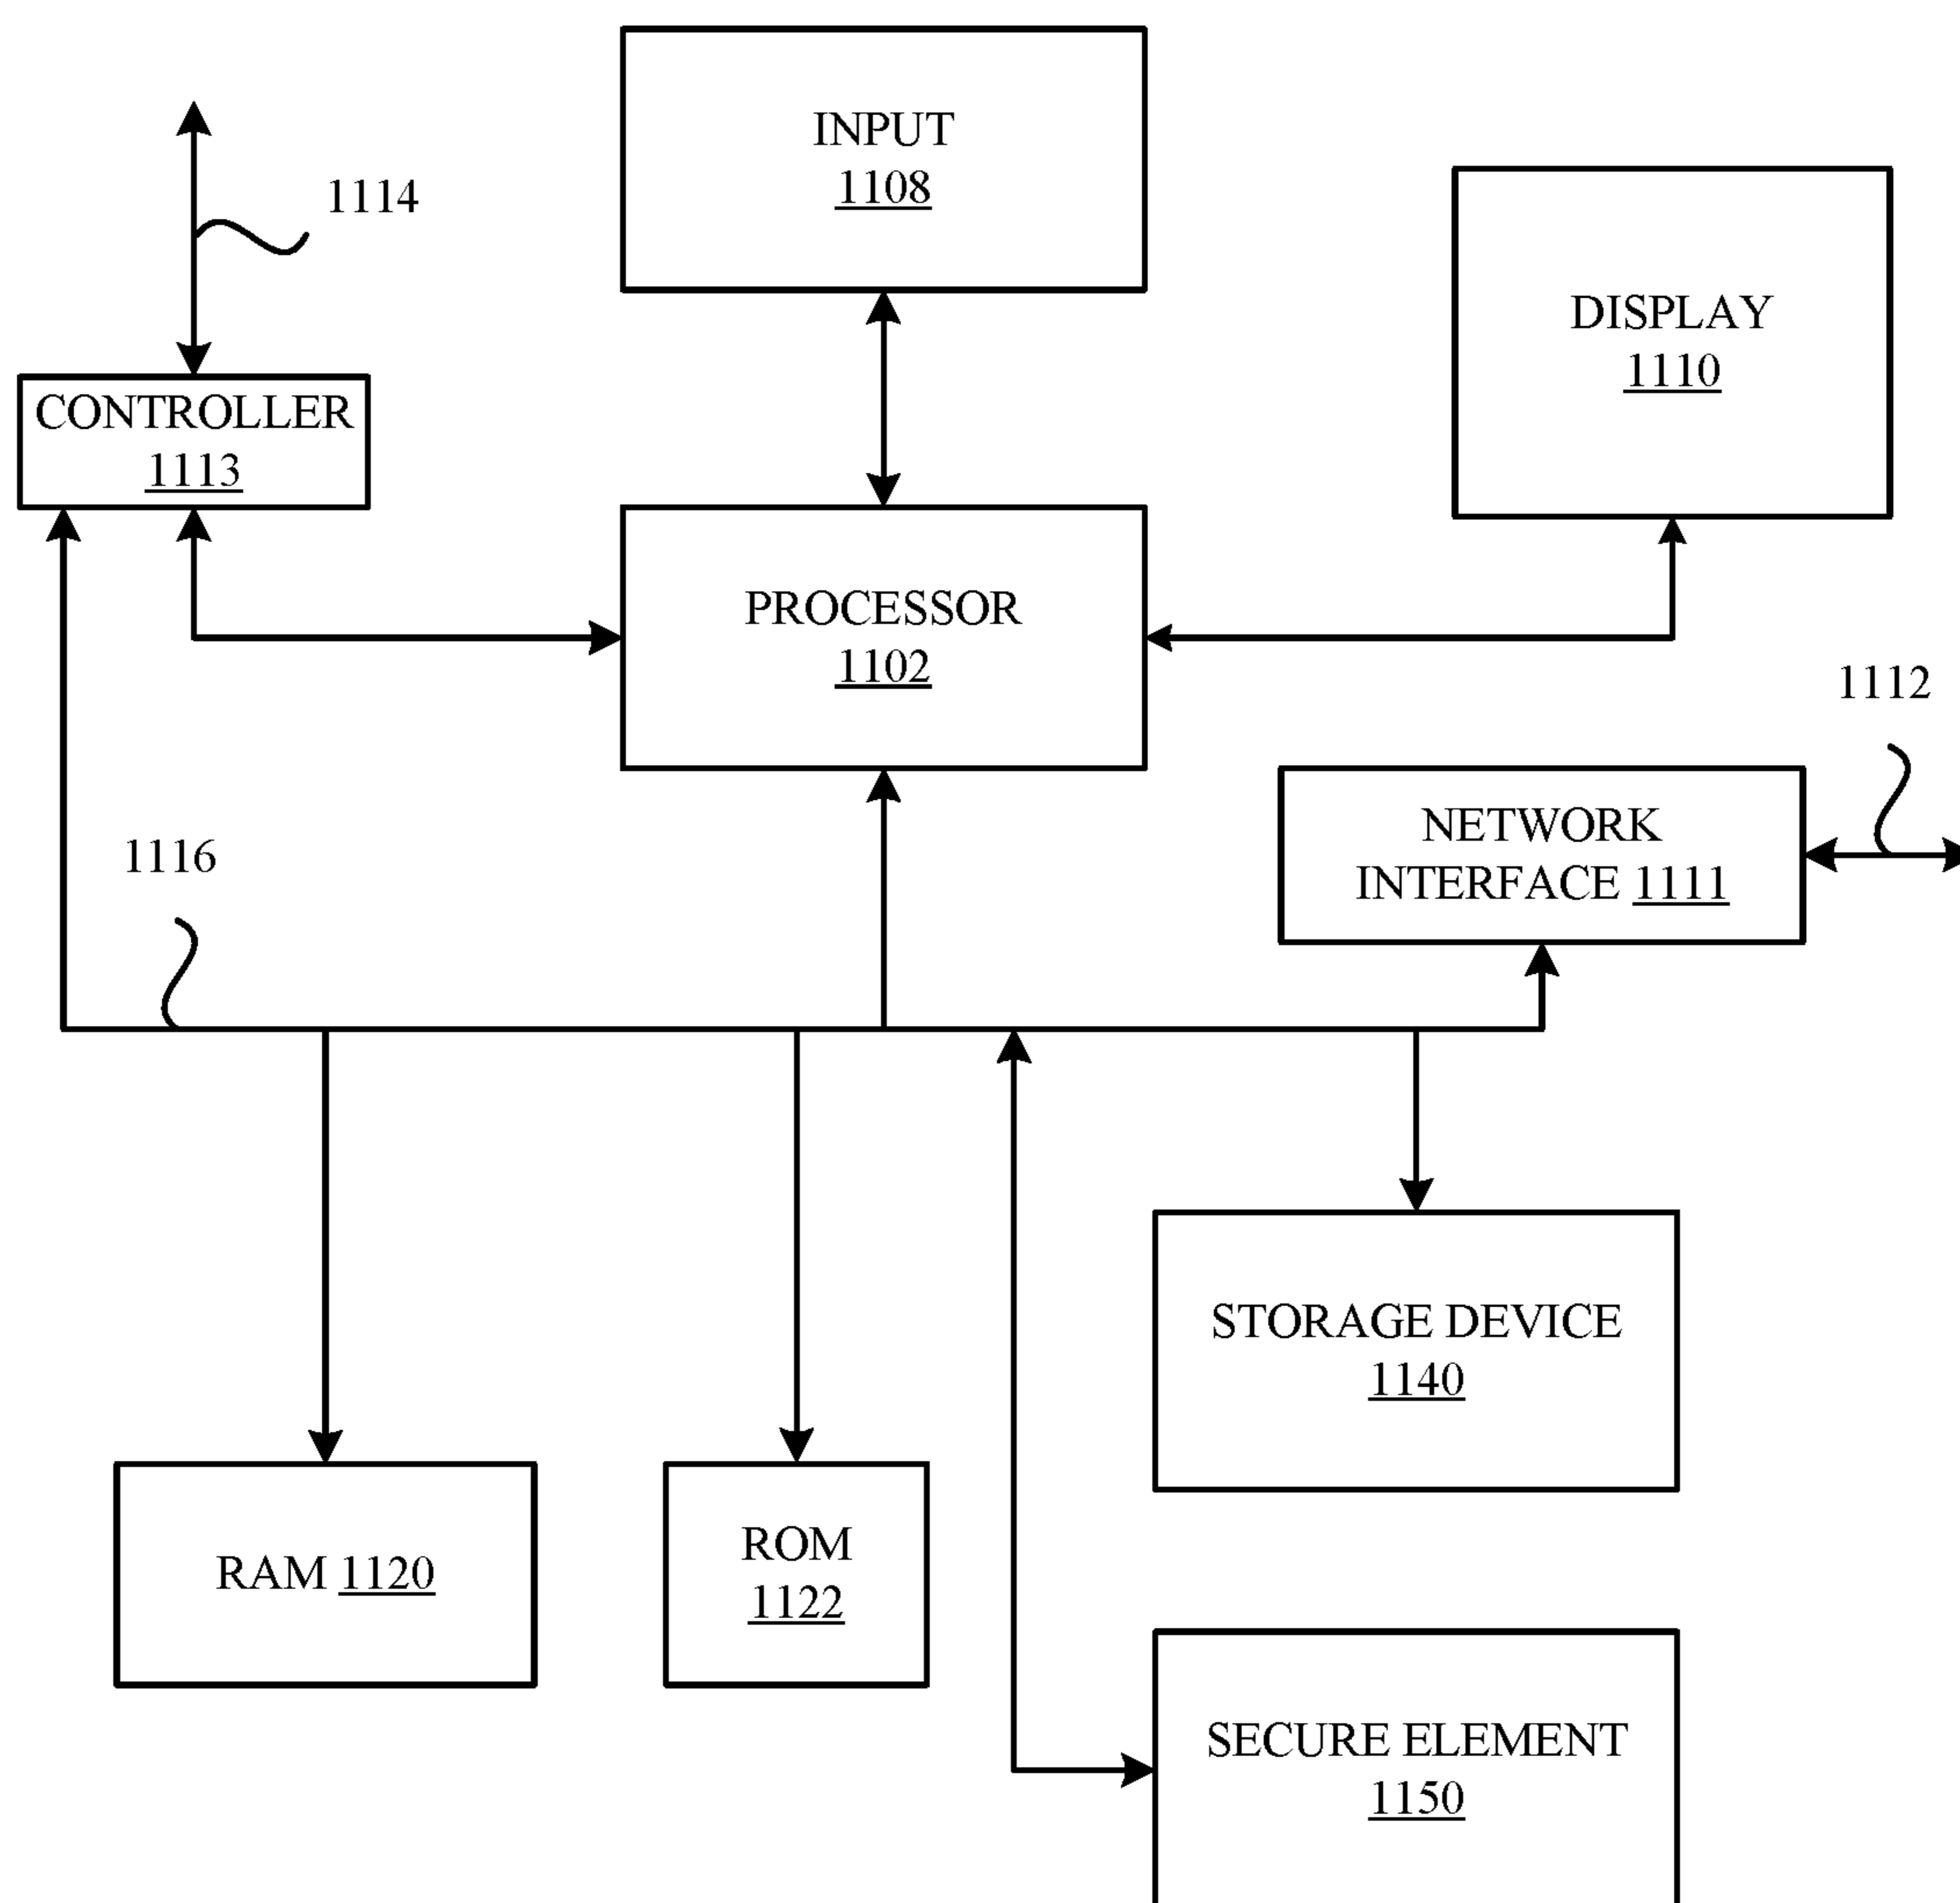 INPUT
1108
1114
DISPLAY
1110
CONTROLLER
1113
PROCESSOR
1102
1112
NETWORK
INTERFACE 1111
1116
STORAGE DEVICE
1140
RAM 1120
ROM
1122
SECURE ELEMENT
1150